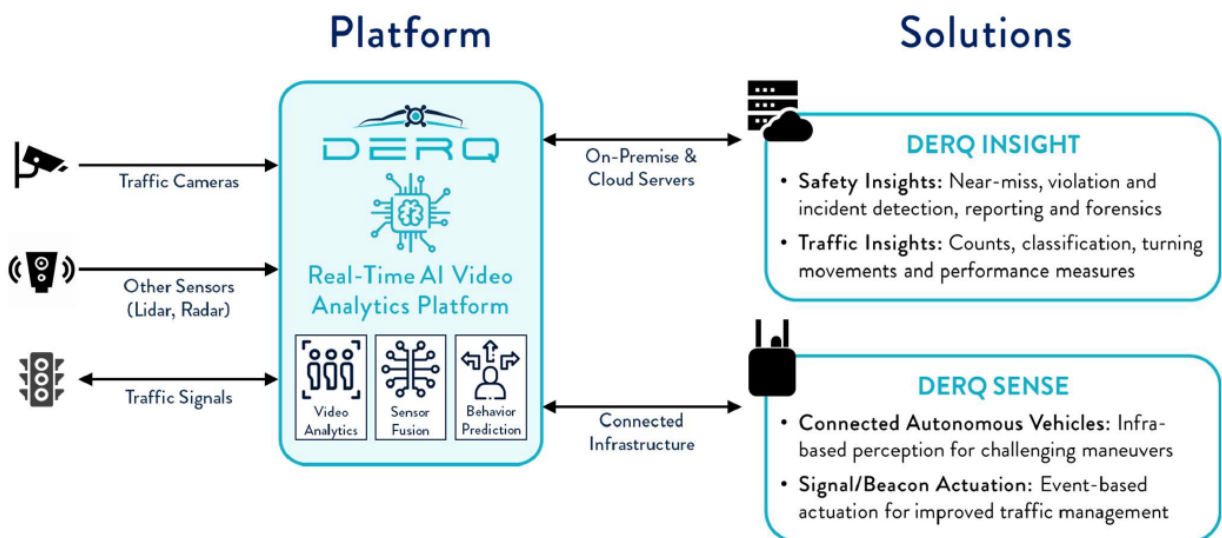 Platform
Solutions
Traffic Cameras
Other Sensors
(Lidar, Radar)
Traffic Signals
DERQ
Real-Time AI Video
Analytics Platform
Video
Analytics
Sensor
Fusion
Behavior
Prediction
On-Premise &
Cloud Servers
Connected
Infrastructure
DERQ INSIGHT
• Safety Insights: Near-miss, violation and
incident detection, reporting and forensics
• Traffic Insights: Counts, classification, turning
movements and performance measures
DERQ SENSE
• Connected Autonomous Vehicles: Infra-
based perception for challenging maneuvers
• Signal/Beacon Actuation: Event-based
actuation for improved traffic management